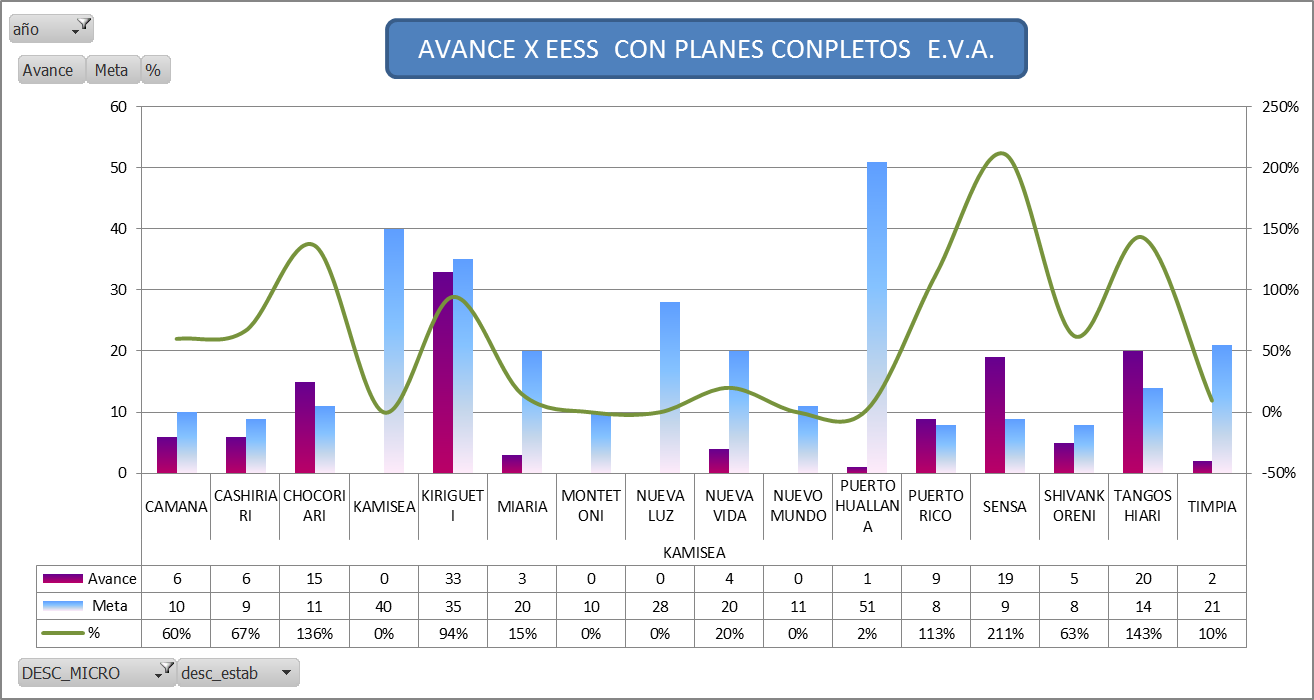 año
AVANCE X EESS CON PLANES CONPLETOS E.V.A.
Avance Meta %
60 250%
50 200%
40 150%
30 100%
20 50%
10 0%
0 -50%
CAMANA
CASHIRIA
RI
CHOCORI
ARI
KAMISEA
KIRIGUET
I
MIARIA
MONTET
ONI
NUEVA
LUZ
NUEVA
VIDA
NUEVO
MUNDO
PUERTO
HUALLAN
A
PUERTO
RICO
SENSA
SHIVANK
ORENI
TANGOS
HIARI
TIMPIA
KAMISEA
Avance 6 6 15 0 33 3 0 0 4 0 1 9 19 5 20 2
Meta 10 9 11 40 35 20 10 28 20 11 51 8 9 8 14 21
% 60% 67% 136% 0% 94% 15% 0% 0% 20% 0% 2% 113% 211% 63% 143% 10%
DESC_MICRO desc_estab